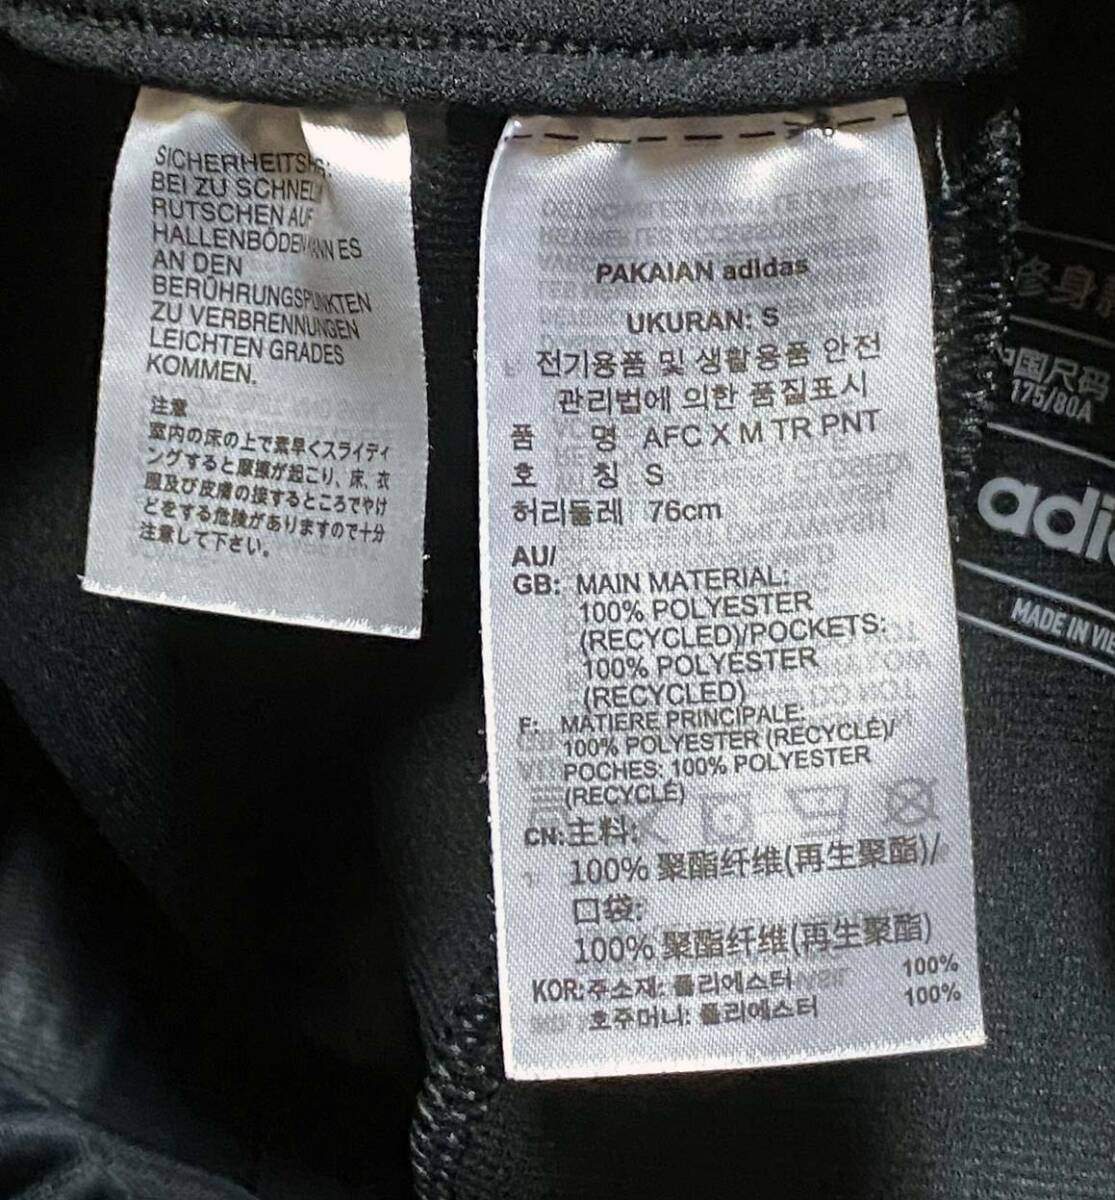 SICHERHEITSH
BEI ZU SCHNEL
RUTSCHEN AUF
HALLENBÖDEN KANN ES
AN DEN
BERÜHRUNGSPUNKTEN
ZU VERBRENNUNGEN
LEICHTEN GRADES
KOMMEN.
注意
室内の床の上で素早くスライディ
ングすると摩擦が起こり、床、衣
服及び皮膚の接するところでやけ
どをする危険がありますので十分
注意して下さい。
PAKAIAN adidas
UKURAN: S
전기용품 및 생활용품 안전
관리법에 의한 품질표시
품 명 AFC X M TR PNT
호 칭 S
허리둘레 76cm
AU/
GB: MAIN MATERIAL:
100% POLYESTER
(RECYCLED)/POCKETS:
100% POLYESTER
(RECYCLED)
F: MATIERE PRINCIPALE:
100% POLYESTER (RECYCLÉ)/
POCHES: 100% POLYESTER
(RECYCLÉ)
CN:主料:
100% 聚酯纤维(再生聚酯)/
口袋:
100% 聚酯纤维(再生聚酯)
KOR:주소재: 폴리에스터 100%
호주머니: 폴리에스터 100%
修身
中国尺码
175/80A
adi
MADE IN VIE